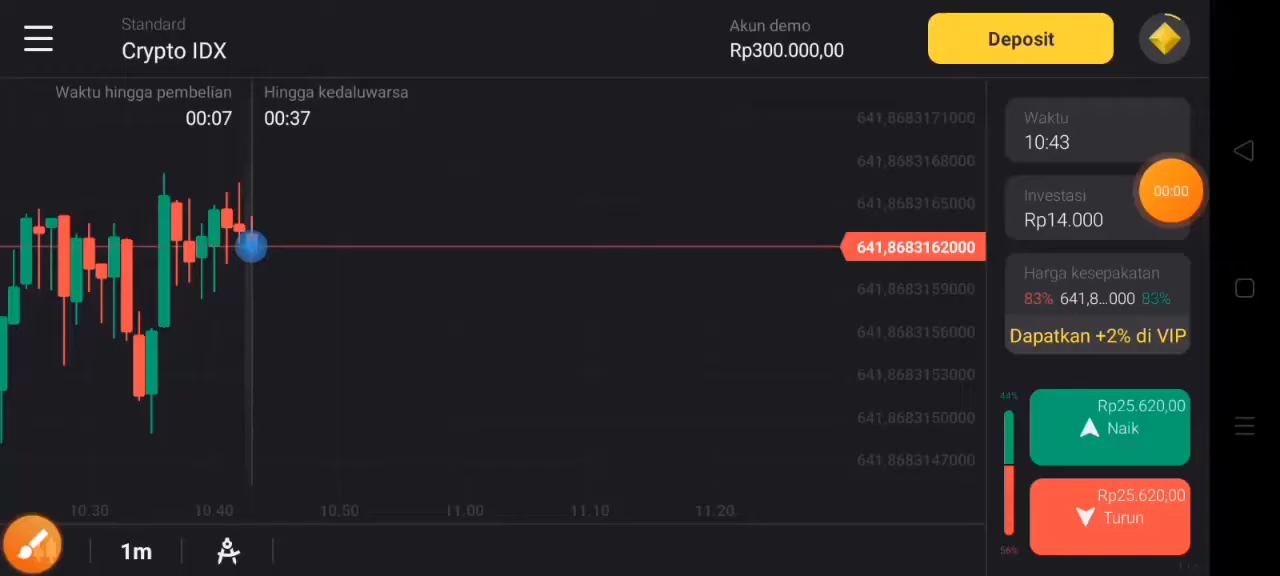 Standard
Crypto IDX
Akun demo
Rp300.000,00
Deposit
Waktu hingga pembelian
00:07
Hingga kedaluwarsa
00:37
641,8683171000
641,8683168000
641,8683165000
641,8683162000
641,8683159000
641,8683156000
641,8683153000
641,8683150000
641,8683147000
Waktu
10:43
00:00
Investasi
Rp14.000
Harga kesepakatan
83% 641,8...000 83%
Dapatkan +2% di VIP
44%
Rp25.620,00
Naik
Rp25.620,00
Turun
56%
10.30 10.40 10.50 11.00 11.10 11.20
1m